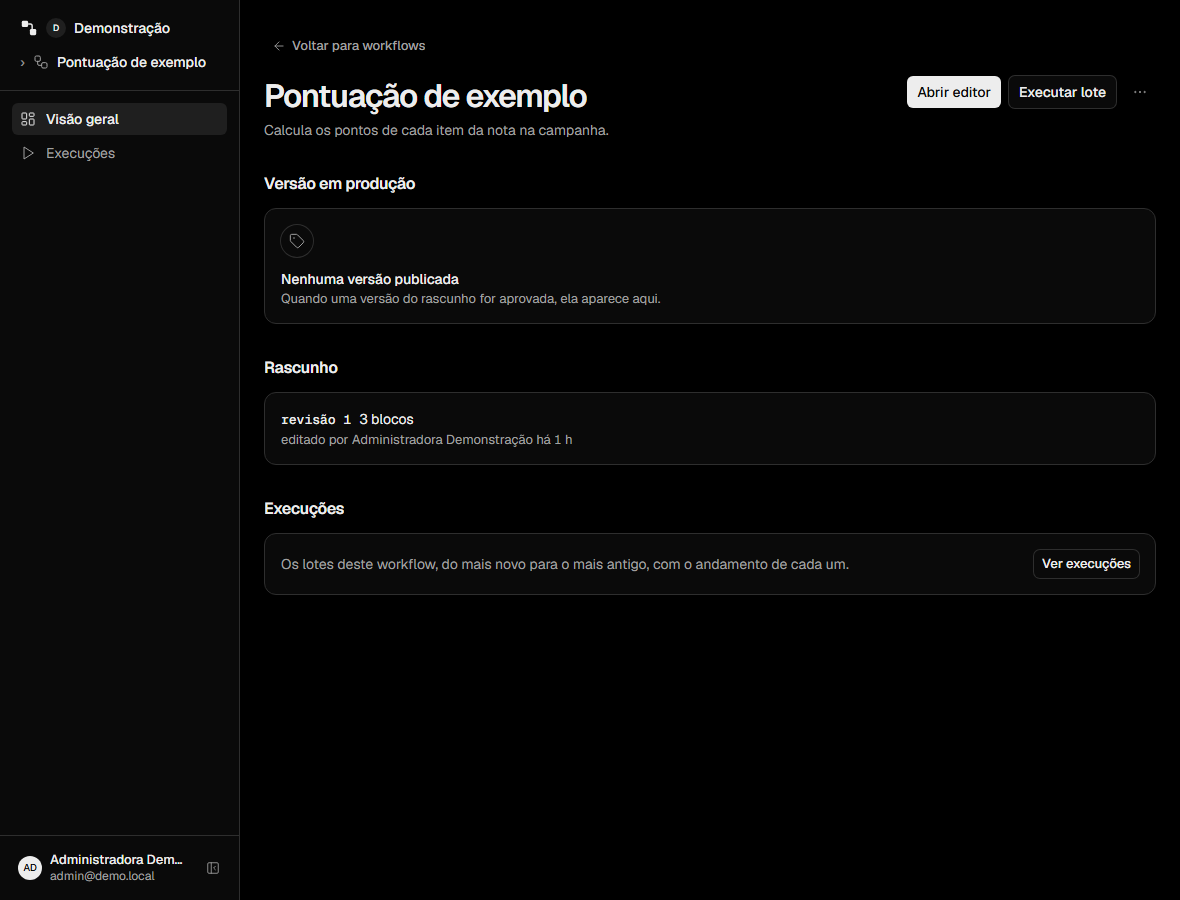 D Demonstração
Pontuação de exemplo
Visão geral
Execuções
Voltar para workflows
Pontuação de exemplo
Abrir editor
Executar lote
Calcula os pontos de cada item da nota na campanha.
Versão em produção
Nenhuma versão publicada
Quando uma versão do rascunho for aprovada, ela aparece aqui.
Rascunho
revisão 1 3 blocos
editado por Administradora Demonstração há 1 h
Execuções
Os lotes deste workflow, do mais novo para o mais antigo, com o andamento de cada um.
Ver execuções
AD
Administradora Dem...
admin@demo.local